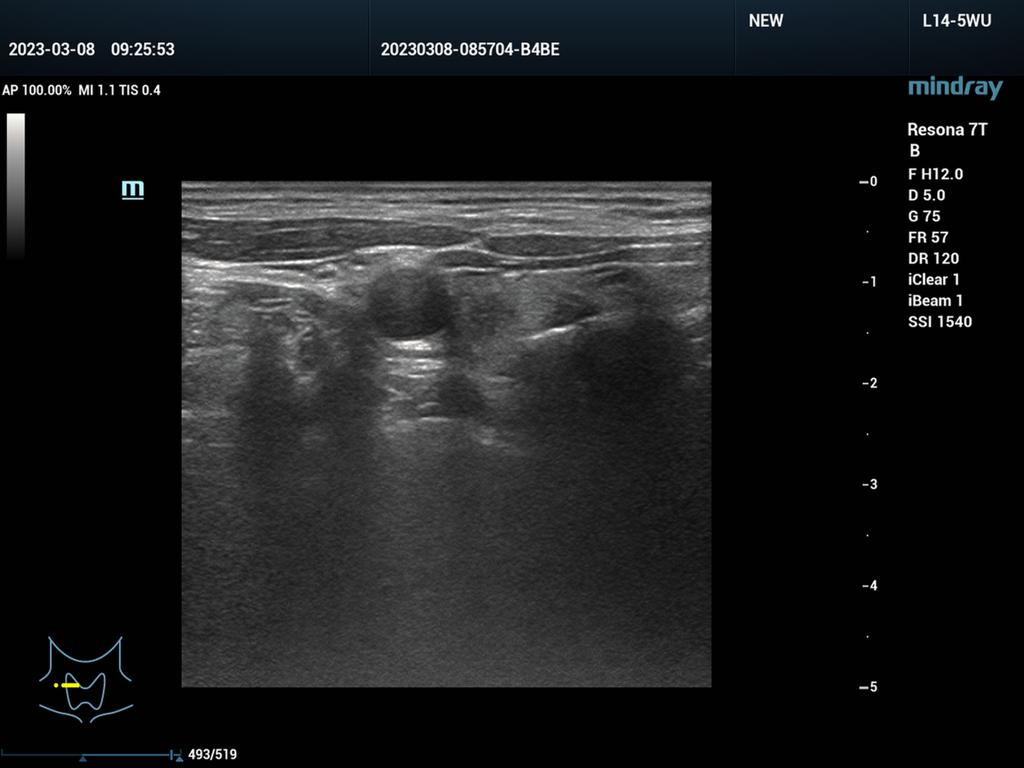 NEW
L14-5WU
2023-03-08 09:25:53
20230308-085704-B4BE
AP 100.00% MI 1.1 TIS 0.4
mindray
Resona 7T
B
F H12.0
D 5.0
G 75
FR 57
DR 120
iClear 1
iBeam 1
SSI 1540
m
0
-1
-2
-3
-4
-5
493/519